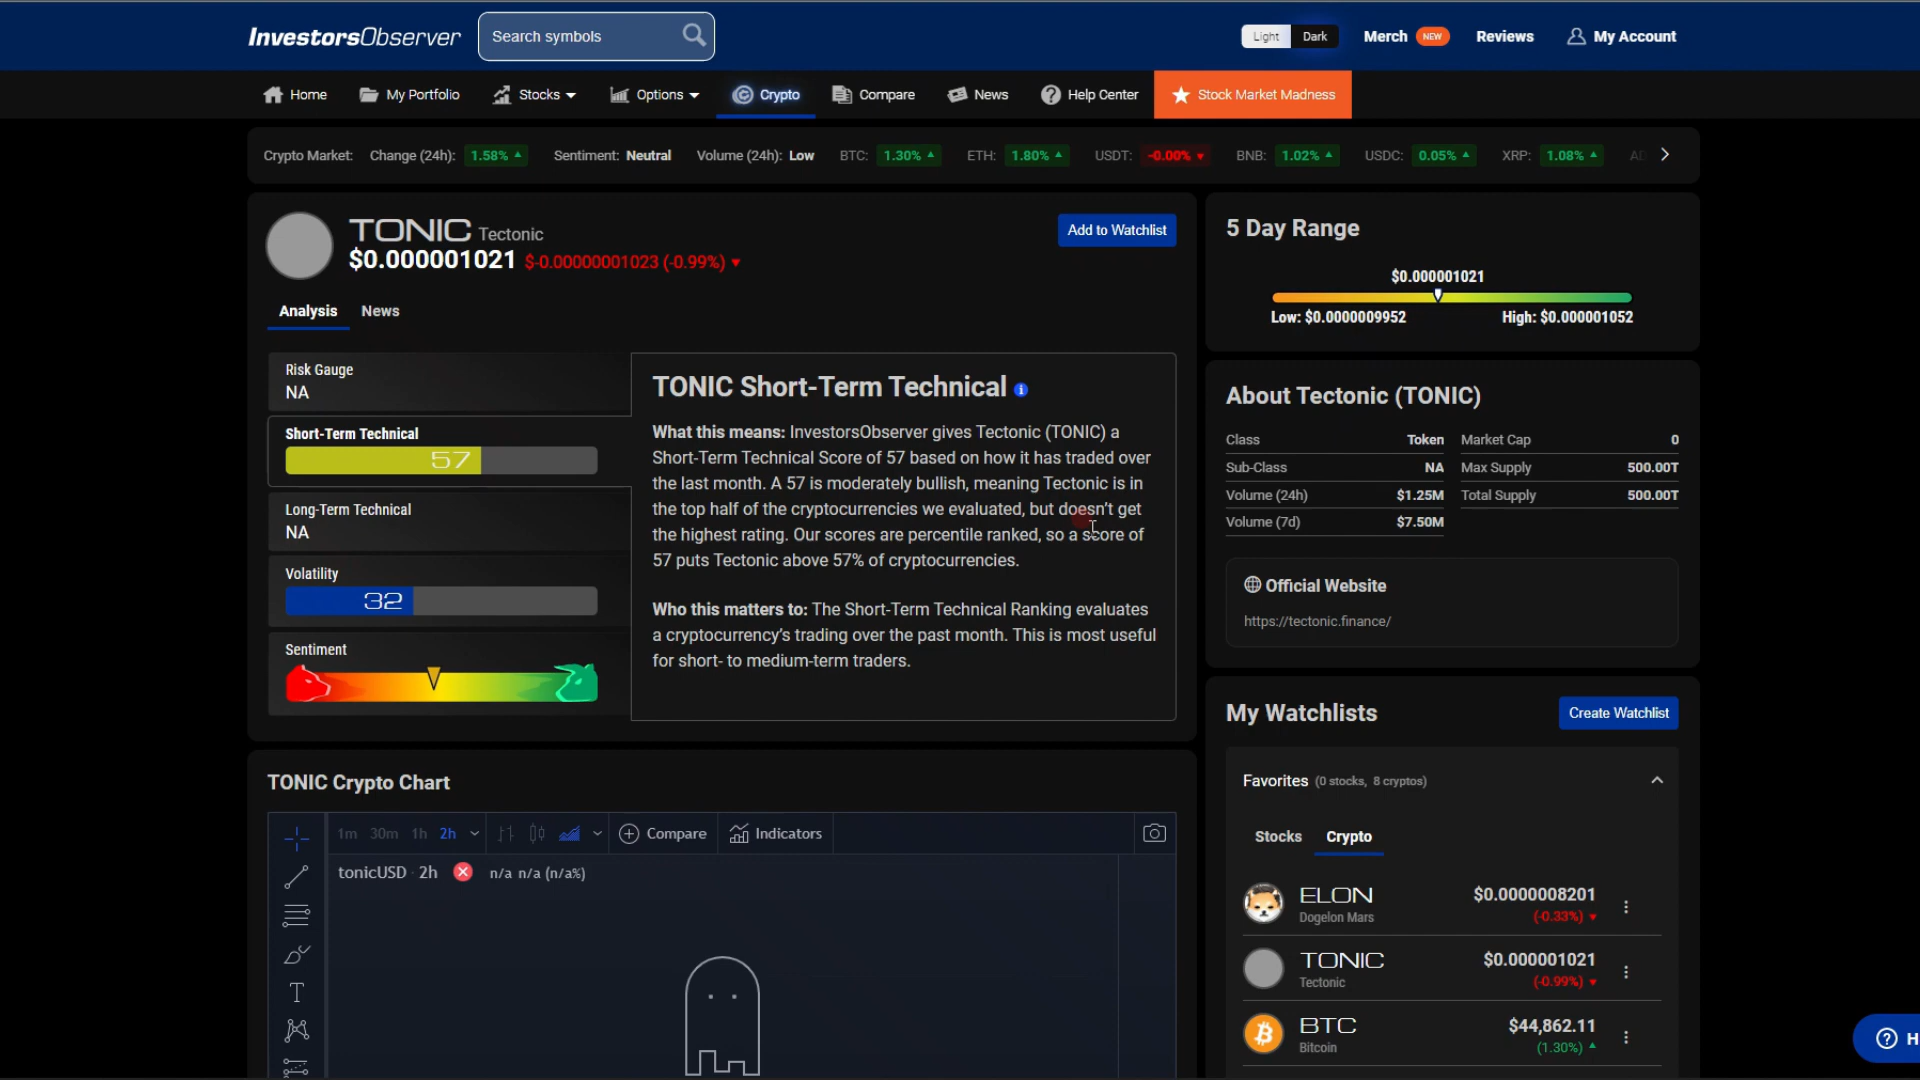 InvestorsObserver
Search symbols
Light Dark
Merch NEW
Reviews
My Account
Home
My Portfolio
Stocks
Options
Crypto
Compare
News
Help Center
Stock Market Madness
Crypto Market: Change (24h): 1.58% Sentiment: Neutral Volume (24h): Low BTC: 1.30% ETH: 1.80% USDT: -0.00% BNB: 1.02% USDC: 0.05% XRP: 1.08%
TONIC Tectonic
$0.000001021 $-0.00000001023 (-0.99%)
Add to Watchlist
Analysis News
Risk Gauge
NA
Short-Term Technical
57
Long-Term Technical
NA
Volatility
32
Sentiment
TONIC Short-Term Technical
What this means: InvestorsObserver gives Tectonic (TONIC) a
Short-Term Technical Score of 57 based on how it has traded over
the last month. A 57 is moderately bullish, meaning Tectonic is in
the top half of the cryptocurrencies we evaluated, but doesn't get
the highest rating. Our scores are percentile ranked, so a score of
57 puts Tectonic above 57% of cryptocurrencies.
Who this matters to: The Short-Term Technical Ranking evaluates
a cryptocurrency's trading over the past month. This is most useful
for short- to medium-term traders.
TONIC Crypto Chart
1m 30m 1h 2h
Compare
Indicators
tonicUSD 2h n/a n/a (n/a%)
T
5 Day Range
$0.000001021
Low: $0.0000009952 High: $0.000001052
About Tectonic (TONIC)
Class Token Market Cap 0
Sub-Class NA Max Supply 500.00T
Volume (24h) $1.25M Total Supply 500.00T
Volume (7d) $7.50M
Official Website
https://tectonic.finance/
My Watchlists
Create Watchlist
Favorites (0 stocks, 8 cryptos)
Stocks Crypto
ELON $0.0000008201
Dogelon Mars (-0.33%)
TONIC $0.000001021
Tectonic (-0.99%)
BTC $44,862.11
Bitcoin (1.30%)